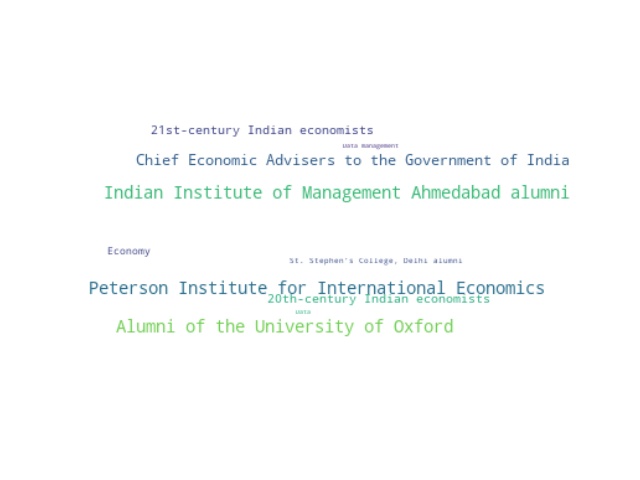 21st-century Indian economists
Data management
Chief Economic Advisers to the Government of India
Indian Institute of Management Ahmedabad alumni
Economy
St. Stephen's College, Delhi alumni
Peterson Institute for International Economics
20th-century Indian economists
Data
Alumni of the University of Oxford